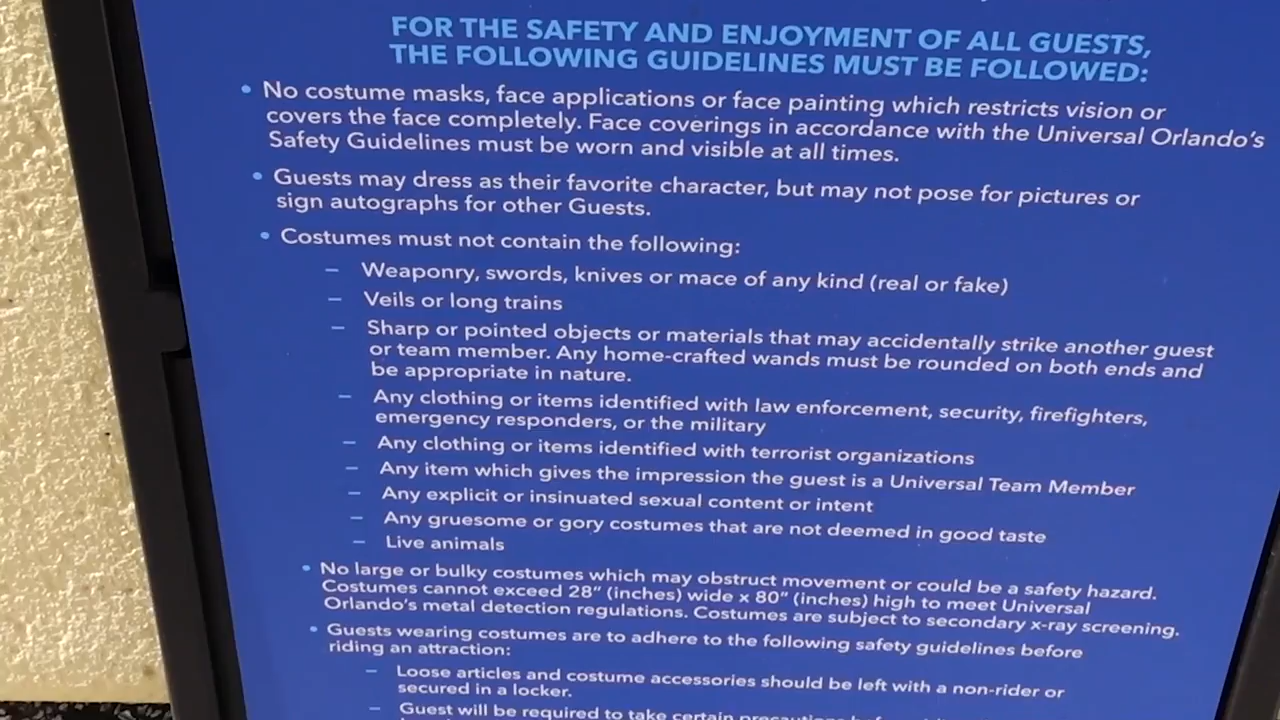 FOR THE SAFETY AND ENJOYMENT OF ALL GUESTS,
THE FOLLOWING GUIDELINES MUST BE FOLLOWED:
• No costume masks, face applications or face painting which restricts vision or
covers the face completely. Face coverings in accordance with the Universal Orlando's
Safety Guidelines must be worn and visible at all times.
• Guests may dress as their favorite character, but may not pose for pictures or
sign autographs for other Guests.
• Costumes must not contain the following:
– Weaponry, swords, knives or mace of any kind (real or fake)
– Veils or long trains
– Sharp or pointed objects or materials that may accidentally strike another guest
or team member. Any home-crafted wands must be rounded on both ends and
be appropriate in nature.
– Any clothing or items identified with law enforcement, security, firefighters,
emergency responders, or the military
– Any clothing or items identified with terrorist organizations
– Any item which gives the impression the guest is a Universal Team Member
– Any explicit or insinuated sexual content or intent
– Any gruesome or gory costumes that are not deemed in good taste
– Live animals
• No large or bulky costumes which may obstruct movement or could be a safety hazard.
Costumes cannot exceed 28" (inches) wide x 80" (inches) high to meet Universal
Orlando's metal detection regulations. Costumes are subject to secondary x-ray screening.
• Guests wearing costumes are to adhere to the following safety guidelines before
riding an attraction:
– Loose articles and costume accessories should be left with a non-rider or
secured in a locker.
– Guest will be required to take certain